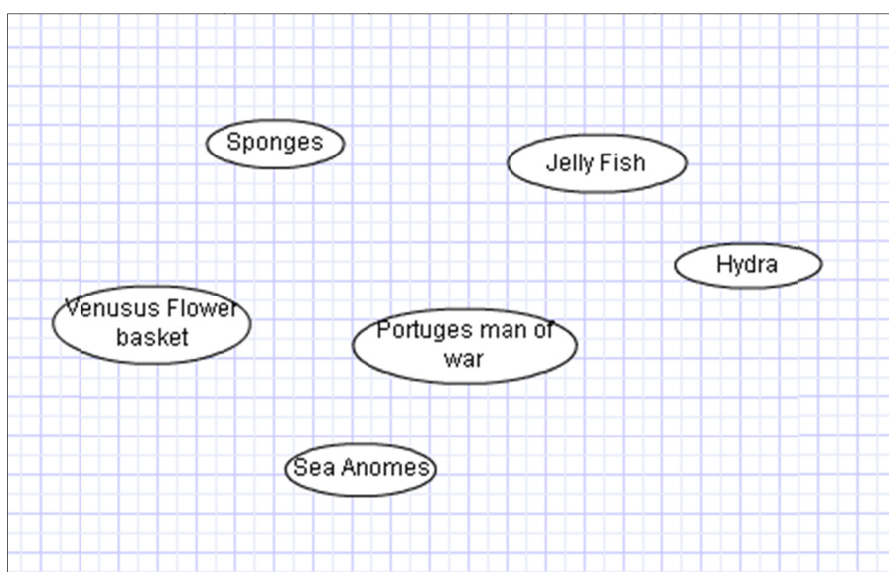 Sponges
Jelly Fish
Hydra
Venusus Flower
basket
Portuges man of
war
Sea Anomes